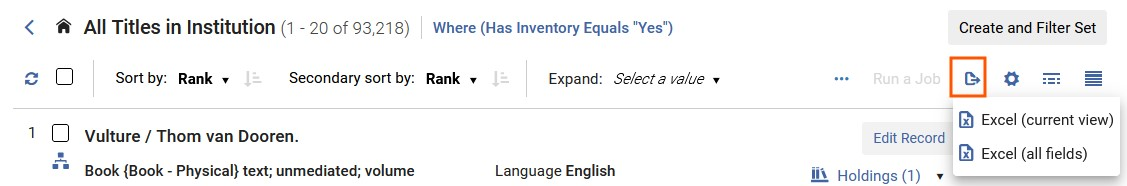 All Titles in Institution (1 - 20 of 93,218) Where (Has Inventory Equals "Yes") Create and Filter Set
Sort by: Rank Secondary sort by: Rank Expand: Select a value ... Run a Job
Excel (current view)
1 Vulture / Thom van Dooren. Edit Record
Excel (all fields)
Book {Book - Physical} text; unmediated; volume Language English Holdings (1)